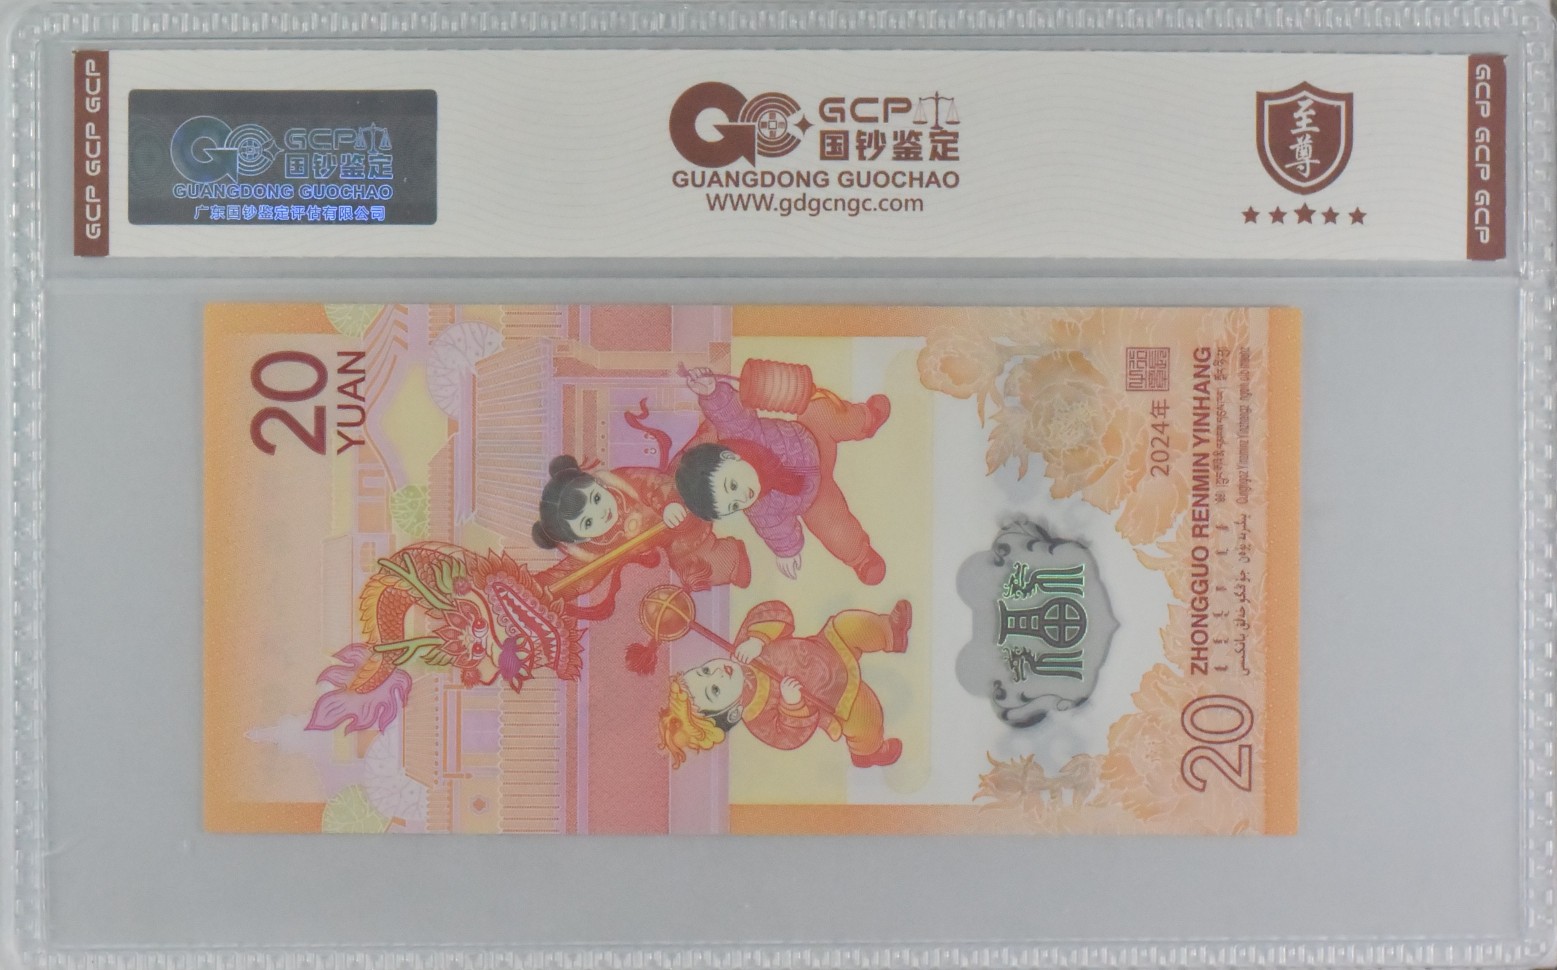 GCP GCP GCP
GCP
国钞鉴定
GUANGDONG GUOCHAO
广东国钞鉴定评估有限公司
GCP
国钞鉴定
GUANGDONG GUOCHAO
WWW.gdgcngc.com
至尊
GCP GCP GCP
20
YUAN
2024年
ZHONGGUO RENMIN YINHANG
20